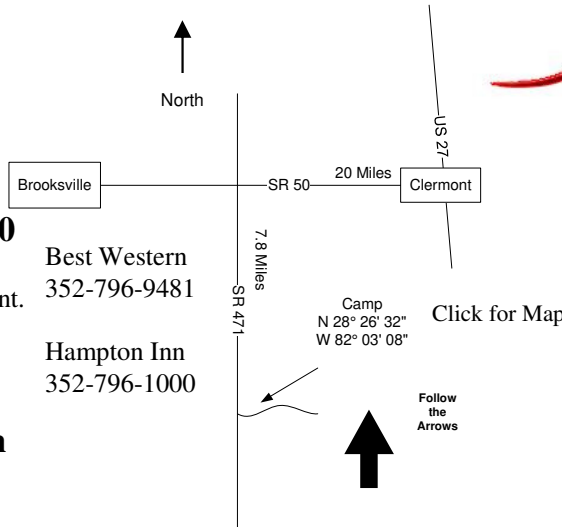 North
US 27
Brooksville
SR 50
20 Miles
Clermont
0
Best Western
352-796-9481
nt.
7.8 Miles
SR 471
Camp
N 28° 26' 32"
W 82° 03' 08"
Click for Map
Hampton Inn
352-796-1000
Follow
the
Arrows